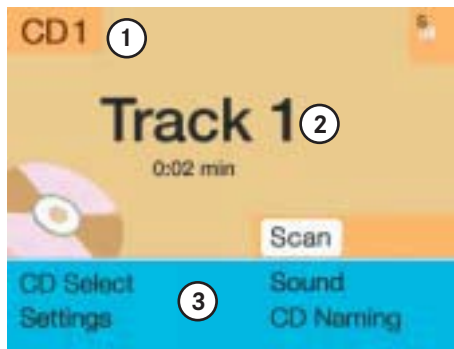 CD1 1
S
Track 1 2
0:02 min
Scan
CD Select Sound
3
Settings CD Naming